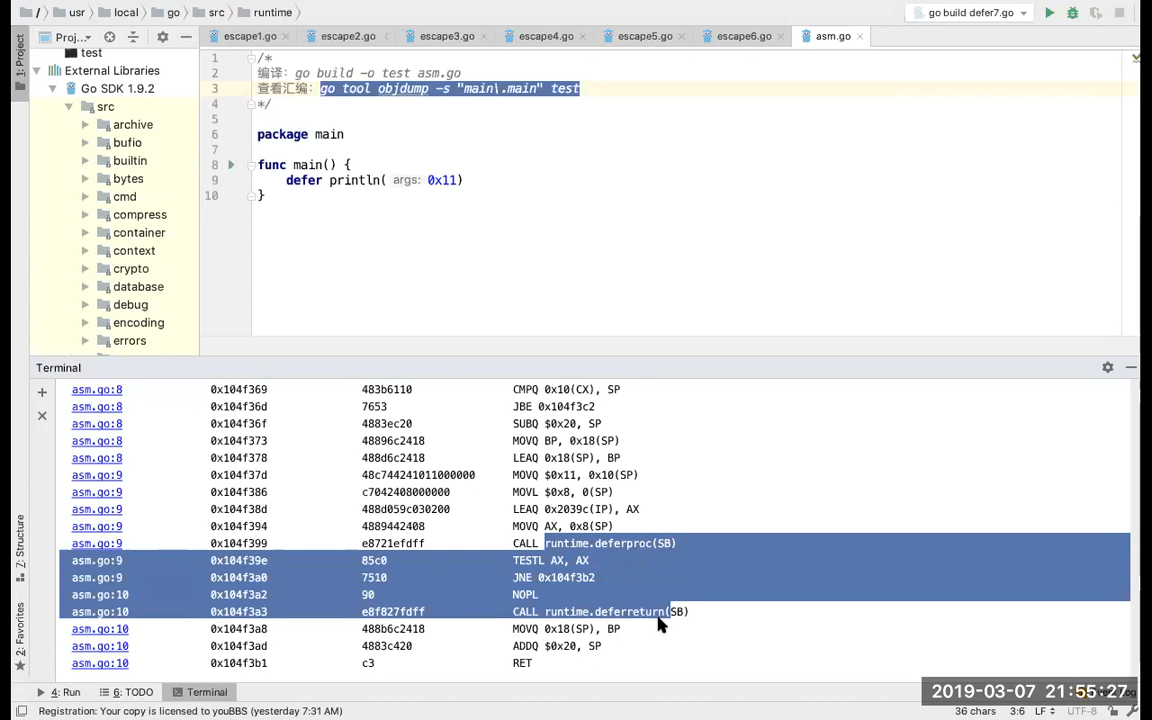 / usr local go src runtime go build defer7.go
1: Project Proj... escape1.go escape2.go escape3.go escape4.go escape5.go escape6.go asm.go
test
External Libraries
Go SDK 1.9.2
src
archive
bufio
builtin
bytes
cmd
compress
container
context
crypto
database
debug
encoding
errors
1 /*
2 编译: go build -o test asm.go
3 查看汇编: go tool objdump -s "main\.main" test
4 */
5
6 package main
7
8 func main() {
9 defer println( args: 0x11)
10 }
Terminal
asm.go:8 0x104f369 483b6110 CMPQ 0x10(CX), SP
asm.go:8 0x104f36d 7653 JBE 0x104f3c2
asm.go:8 0x104f36f 4883ec20 SUBQ $0x20, SP
asm.go:8 0x104f373 48896c2418 MOVQ BP, 0x18(SP)
asm.go:8 0x104f378 488d6c2418 LEAQ 0x18(SP), BP
asm.go:9 0x104f37d 48c744241011000000 MOVQ $0x11, 0x10(SP)
asm.go:9 0x104f386 c7042408000000 MOVL $0x8, 0(SP)
asm.go:9 0x104f38d 488d059c030200 LEAQ 0x2039c(IP), AX
asm.go:9 0x104f394 4889442408 MOVQ AX, 0x8(SP)
asm.go:9 0x104f399 e8721efdff CALL runtime.deferproc(SB)
asm.go:9 0x104f39e 85c0 TESTL AX, AX
asm.go:9 0x104f3a0 7510 JNE 0x104f3b2
asm.go:10 0x104f3a2 90 NOPL
asm.go:10 0x104f3a3 e8f827fdff CALL runtime.deferreturn(SB)
asm.go:10 0x104f3a8 488b6c2418 MOVQ 0x18(SP), BP
asm.go:10 0x104f3ad 4883c420 ADDQ $0x20, SP
asm.go:10 0x104f3b1 c3 RET
7: Structure
2: Favorites
4: Run 6: TODO Terminal
2019-03-07 21:55:27
Registration: Your copy is licensed to youBBS (yesterday 7:31 AM) 36 chars 3:6 LF UTF-8